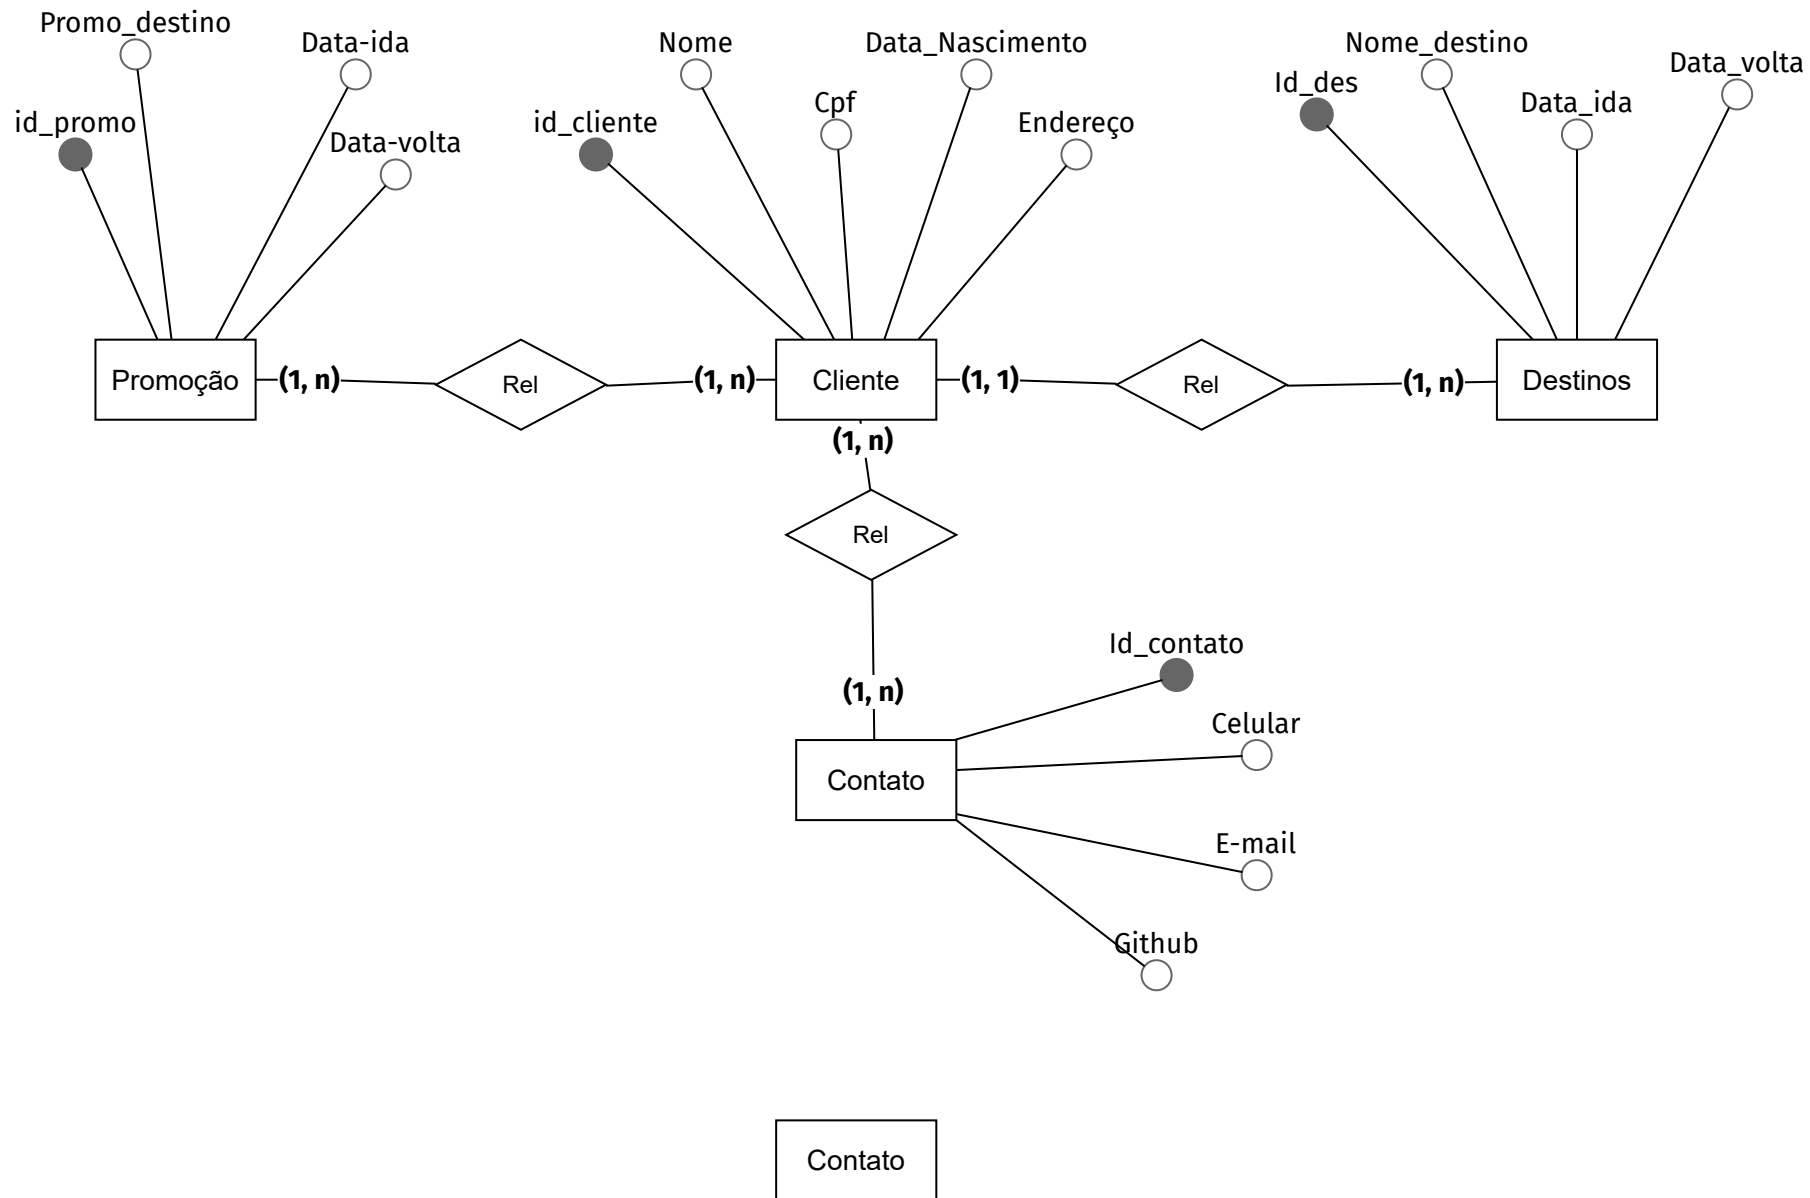 Promo_destino
Data-ida
Nome
Data_Nascimento
Nome_destino
Data_volta
Id_des
Cpf
Data_ida
id_promo
Data-volta
id_cliente
Endereço
Promoção
(1, n)
Rel
(1, n)
Cliente
(1, 1)
Rel
(1, n)
Destinos
(1, n)
Rel
Id_contato
(1, n)
Celular
Contato
E-mail
Github
Contato